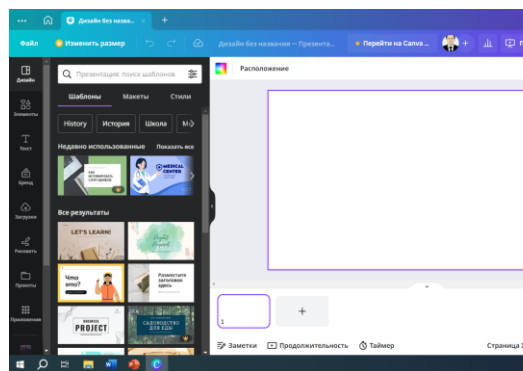 Дизайн без назва...
Файл
Изменить размер
Дизайн без названия — Презента...
Перейти на Canva ...
Дизайн
Элементы
Текст
Бренд
Загрузки
Рисовать
Проекты
Приложения
Презентация: поиск шаблонов
Шаблоны
Макеты
Стили
History
История
Школа
Недавно использованные
Показать все
MEDICAL
CENTER
Все результаты
LET'S LEARN!
Что
это?
Разместите
заголовок
здесь
BUSINESS
PROJECT
САДОВОДСТВО
ДЛЯ ЕДЫ
Расположение
1
Заметки
Продолжительность
Таймер
Страница